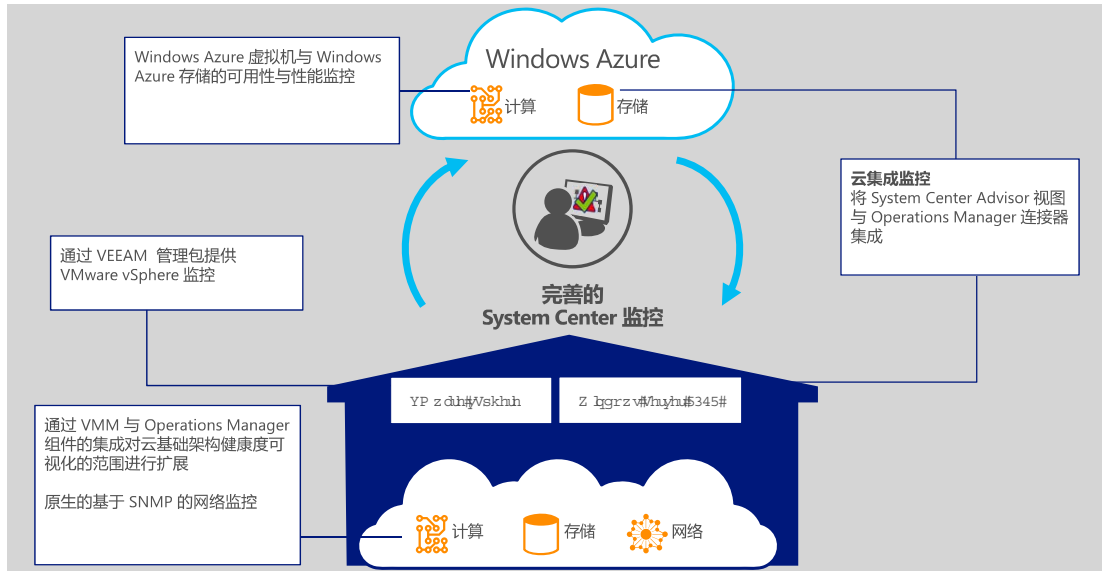 Windows Azure
Windows Azure 虚拟机与 Windows
Azure 存储的可用性与性能监控
计算
存储
云集成监控
将 System Center Advisor 视图
与 Operations Manager 连接器
集成
通过 VEEAM 管理包提供
VMware vSphere 监控
完善的
System Center 监控
YP zduh#yVskhuh
Z lqgrzv#Vhuyhu#5345#
通过 VMM 与 Operations Manager
组件的集成对云基础架构健康度可
视化的范围进行扩展
原生的基于 SNMP 的网络监控
计算
存储
网络